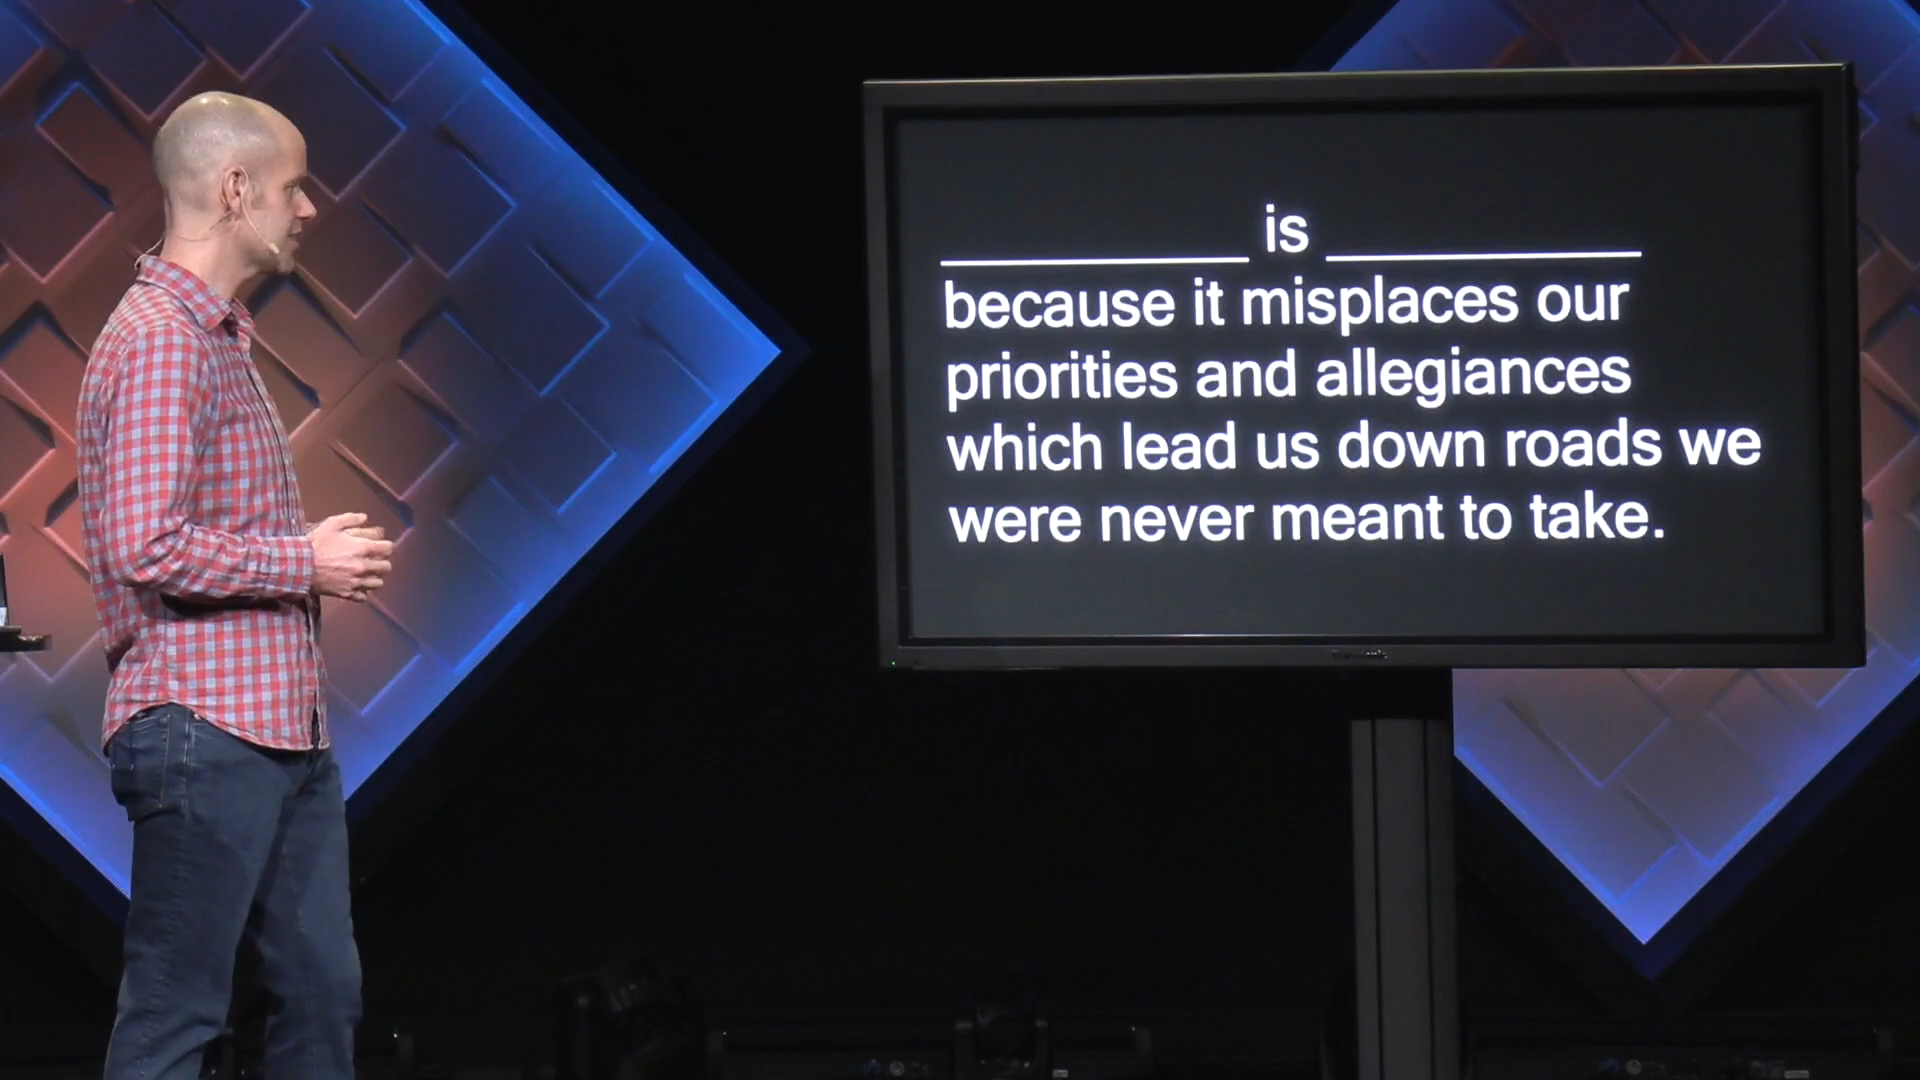 __________ is __________
because it misplaces our
priorities and allegiances
which lead us down roads we
were never meant to take.